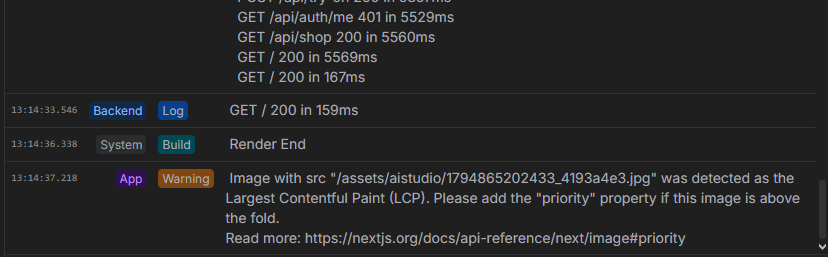 GET /api/auth/me 401 in 5529ms
GET /api/shop 200 in 5560ms
GET / 200 in 5569ms
GET / 200 in 167ms
13:14:33.546 Backend Log GET / 200 in 159ms
13:14:36.338 System Build Render End
13:14:37.218 App Warning Image with src "/assets/aistudio/1794865202433_4193a4e3.jpg" was detected as the
Largest Contentful Paint (LCP). Please add the "priority" property if this image is above
the fold.
Read more: https://nextjs.org/docs/api-reference/next/image#priority